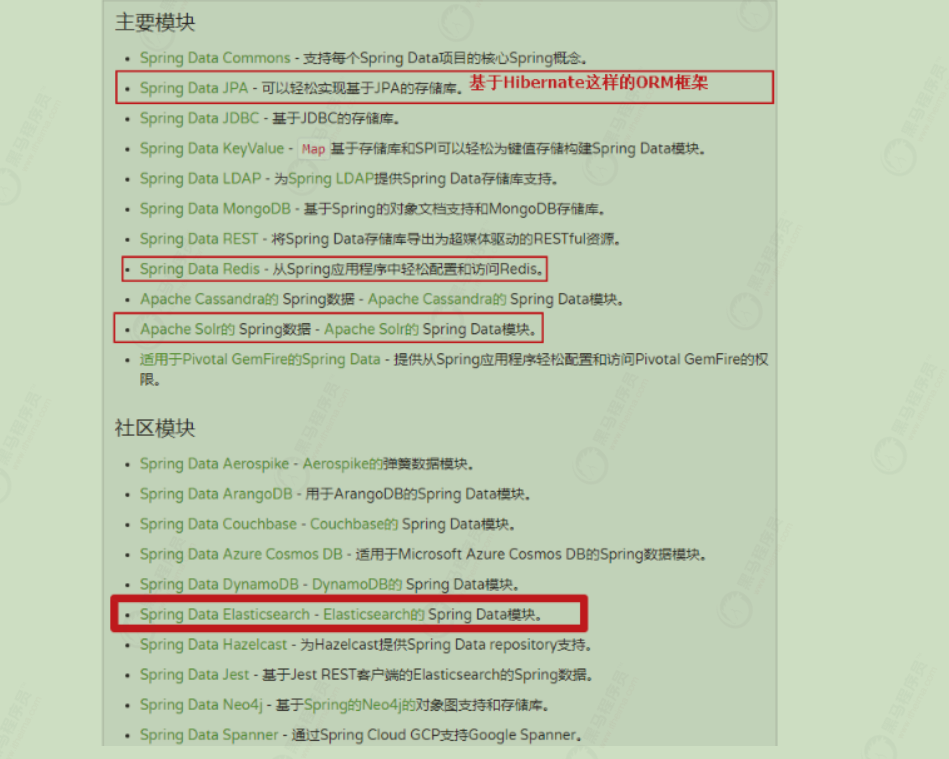 主要模块
Spring Data Commons - 支持每个Spring Data项目的核心Spring概念。
Spring Data JPA - 可以轻松实现基于JPA的存储库。基于Hibernate这样的ORM框架
Spring Data JDBC - 基于JDBC的存储库。
Spring Data KeyValue - Map 基于存储库和SPI可以轻松为键值存储构建Spring Data模块。
Spring Data LDAP - 为Spring LDAP提供Spring Data存储库支持。
Spring Data MongoDB - 基于Spring的对象文档支持和MongoDB存储库。
Spring Data REST - 将Spring Data存储库导出为超媒体驱动的RESTful资源。
Spring Data Redis - 从Spring应用程序中轻松配置和访问Redis。
Apache Cassandra的 Spring数据 - Apache Cassandra的 Spring Data模块。
Apache Solr的 Spring数据 - Apache Solr的 Spring Data模块。
适用于Pivotal GemFire的Spring Data - 提供从Spring应用程序轻松配置和访问Pivotal GemFire的权
限。
社区模块
Spring Data Aerospike - Aerospike的弹簧数据模块。
Spring Data ArangoDB - 用于ArangoDB的Spring Data模块。
Spring Data Couchbase - Couchbase的 Spring Data模块。
Spring Data Azure Cosmos DB - 适用于Microsoft Azure Cosmos DB的Spring数据模块。
Spring Data DynamoDB - DynamoDB的 Spring Data模块。
Spring Data Elasticsearch - Elasticsearch的 Spring Data模块。
Spring Data Hazelcast - 为Hazelcast提供Spring Data repository支持。
Spring Data Jest - 基于Jest REST客户端的Elasticsearch的Spring数据。
Spring Data Neo4j - 基于Spring的Neo4j的对象图支持和存储库。
Spring Data Spanner - 通过Spring Cloud GCP支持Google Spanner。